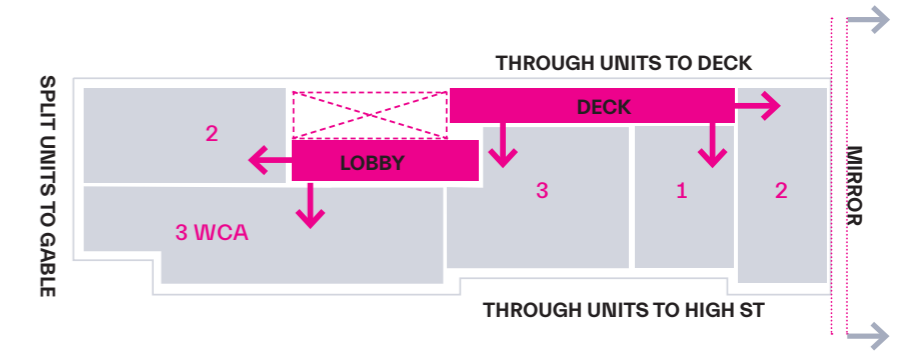 THROUGH UNITS TO DECK
SPLIT UNITS TO GABLE
DECK
2
LOBBY
3
1
2
MIRROR
3 WCA
THROUGH UNITS TO HIGH ST